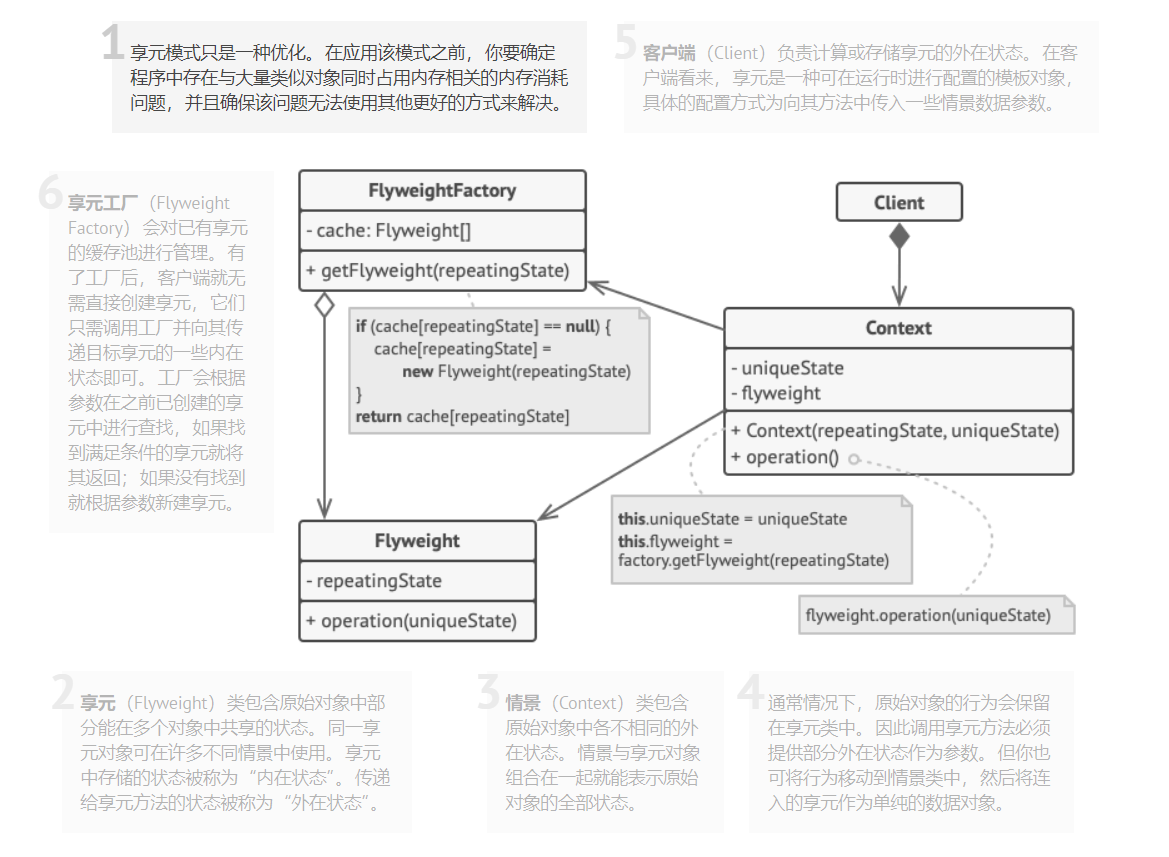 1
享元模式只是一种优化。 在应用该模式之前， 你要确定
程序中存在与大量类似对象同时占用内存相关的内存消耗
问题， 并且确保该问题无法使用其他更好的方式来解决。
5
客户端 （Client） 负责计算或存储享元的外在状态。 在客
户端看来， 享元是一种可在运行时进行配置的模板对象，
具体的配置方式为向其方法中传入一些情景数据参数。
6
享元工厂 （Flyweight
Factory） 会对已有享元
的缓存池进行管理。 有
了工厂后， 客户端就无
需直接创建享元， 它们
只需调用工厂并向其传
递目标享元的一些内在
状态即可。 工厂会根据
参数在之前已创建的享
元中进行查找， 如果找
到满足条件的享元就将
其返回； 如果没有找到
就根据参数新建享元。
FlyweightFactory
- cache: Flyweight[]
+ getFlyweight(repeatingState)
if (cache[repeatingState] == null) {
cache[repeatingState] =
new Flyweight(repeatingState)
}
return cache[repeatingState]
Client
Context
- uniqueState
- flyweight
+ Context(repeatingState, uniqueState)
+ operation()
this.uniqueState = uniqueState
this.flyweight =
factory.getFlyweight(repeatingState)
flyweight.operation(uniqueState)
Flyweight
- repeatingState
+ operation(uniqueState)
2
享元 （Flyweight） 类包含原始对象中部
分能在多个对象中共享的状态。 同一享
元对象可在许多不同情景中使用。 享元
中存储的状态被称为 “内在状态”。 传递
给享元方法的状态被称为 “外在状态”。
3
情景 （Context） 类包含
原始对象中各不相同的外
在状态。 情景与享元对象
组合在一起就能表示原始
对象的全部状态。
4
通常情况下， 原始对象的行为会保留
在享元类中。 因此调用享元方法必须
提供部分外在状态作为参数。 但你也
可将行为移动到情景类中， 然后将连
入的享元作为单纯的数据对象。